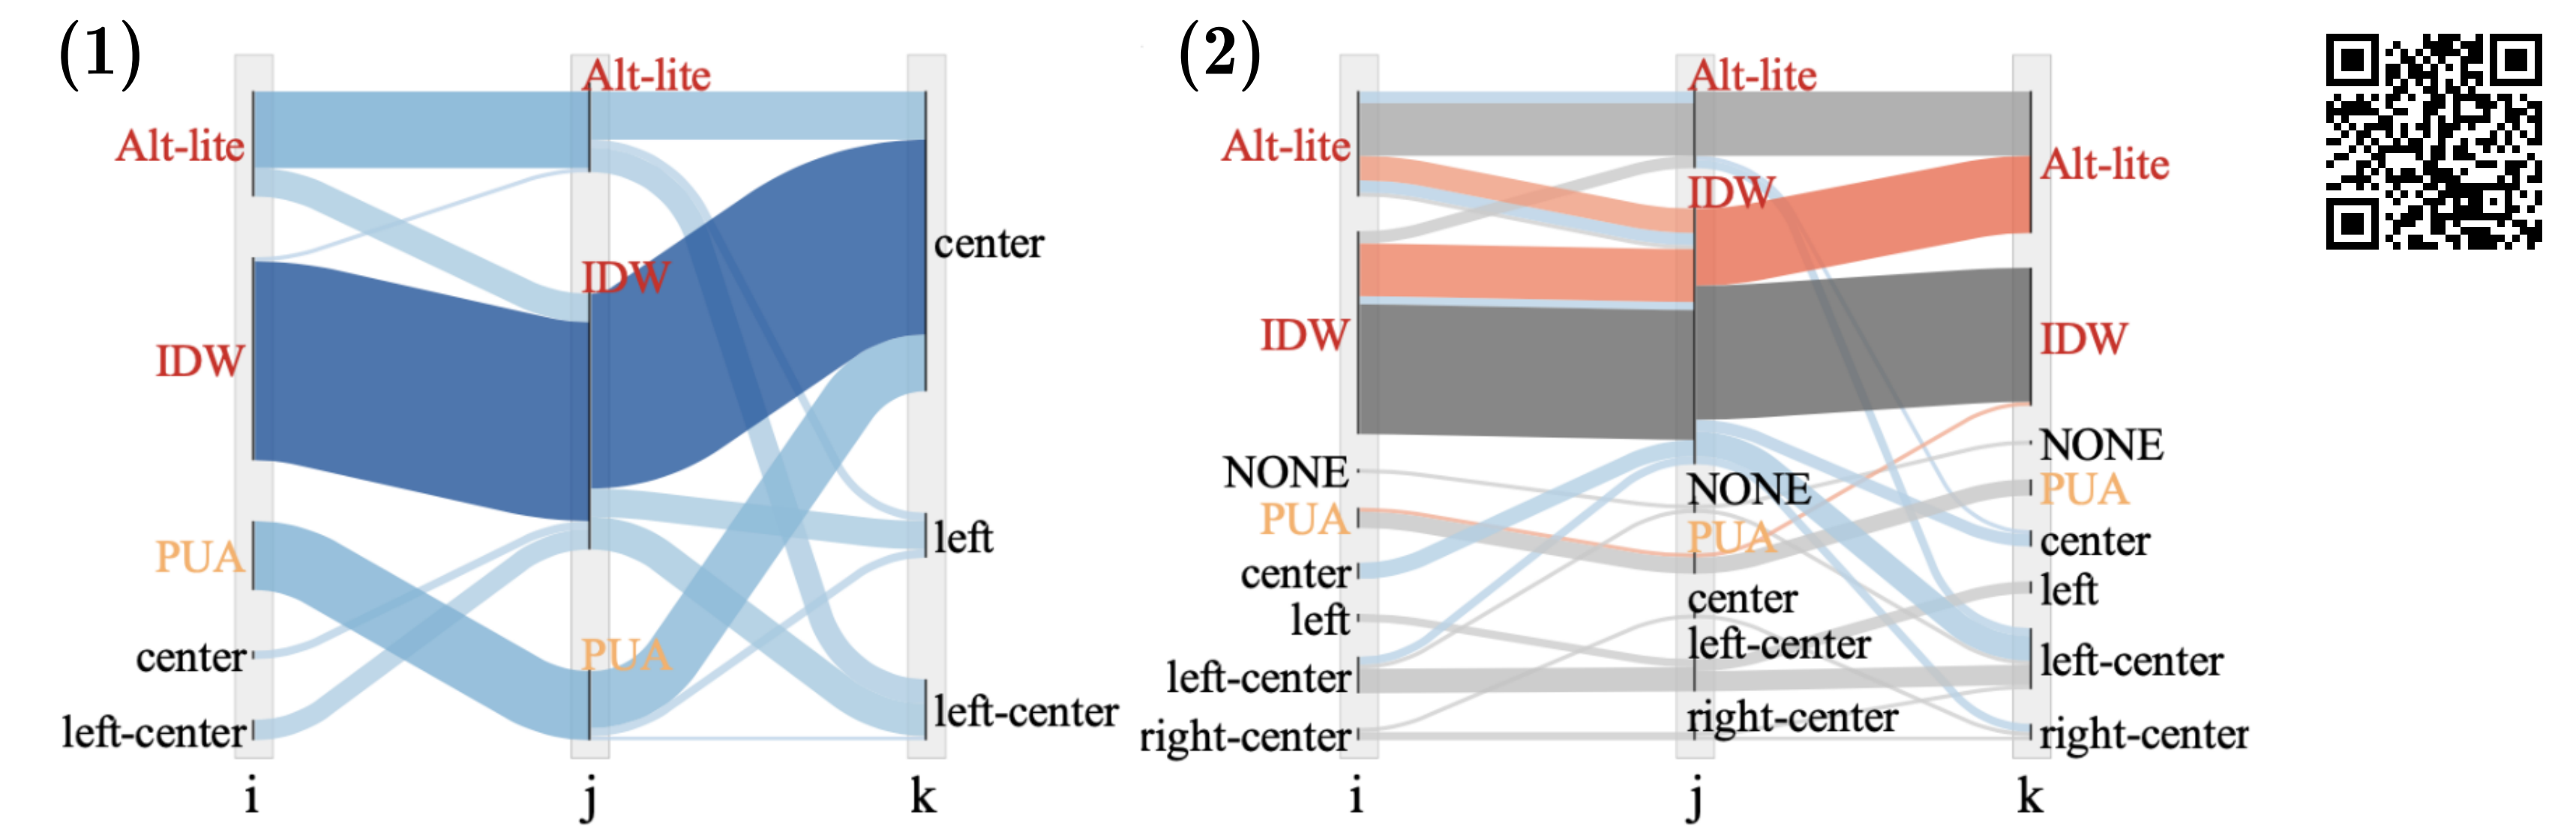 (1)
Alt-lite
IDW
PUA
center
left-center
Alt-lite
IDW
PUA
center
left
left-center
i
j
k
(2)
Alt-lite
IDW
NONE
PUA
center
left
left-center
right-center
Alt-lite
IDW
NONE
PUA
center
left-center
right-center
Alt-lite
IDW
NONE
PUA
center
left
left-center
right-center
i
j
k